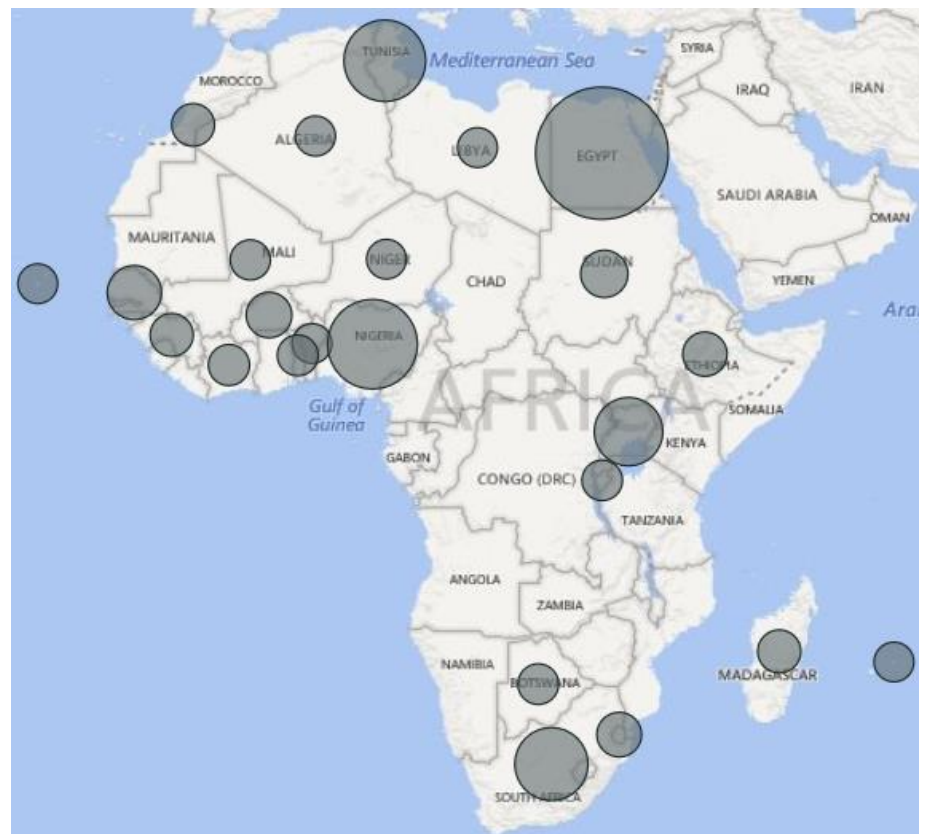 TUNISIA
Mediterranean Sea
SYRIA
MOROCCO
IRAQ
IRAN
ALGERIA
LIBYA
EGYPT
SAUDI ARABIA
OMAN
MAURITANIA
MALI
NIGER
SUDAN
CHAD
YEMEN
Ara
NIGERIA
ETHIOPIA
AFRICA
Gulf of
Guinea
SOMALIA
KENYA
GABON
CONGO (DRC)
TANZANIA
ANGOLA
ZAMBIA
NAMIBIA
MADAGASCAR
BOTSWANA
SOUTH AFRICA